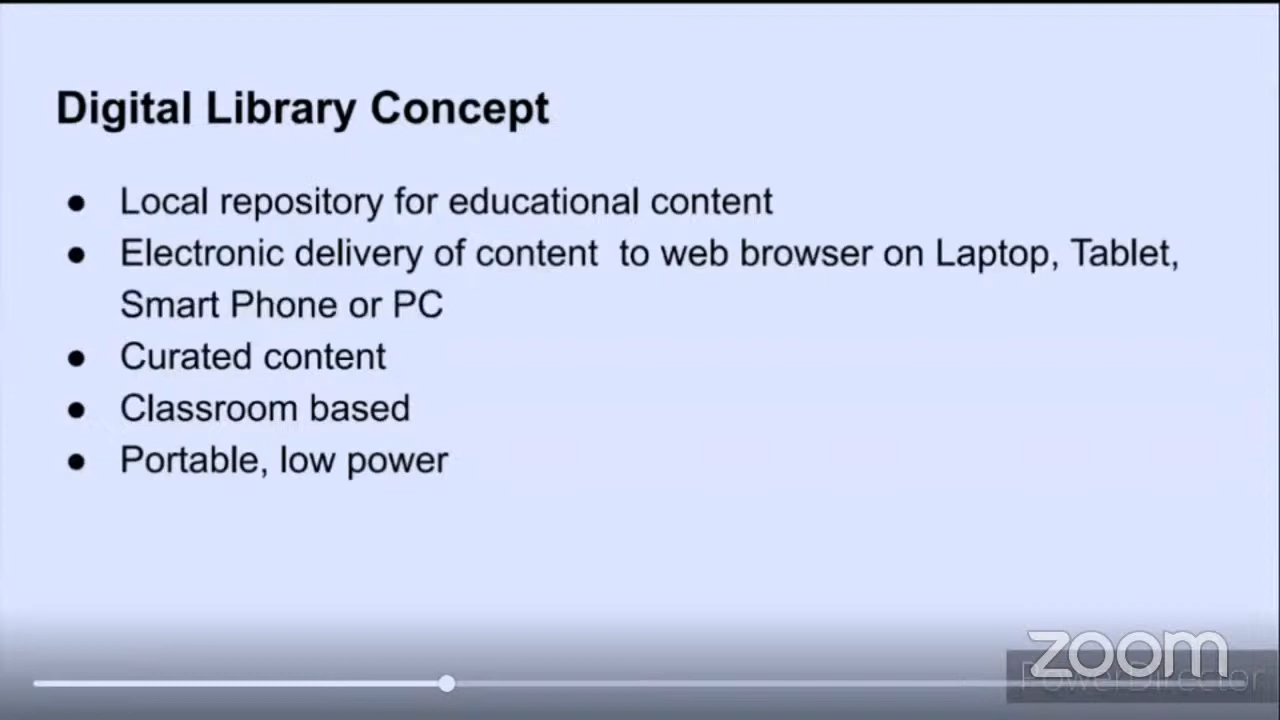 Digital Library Concept
● Local repository for educational content
● Electronic delivery of content to web browser on Laptop, Tablet,
Smart Phone or PC
● Curated content
● Classroom based
● Portable, low power
zoom
PowerDirector